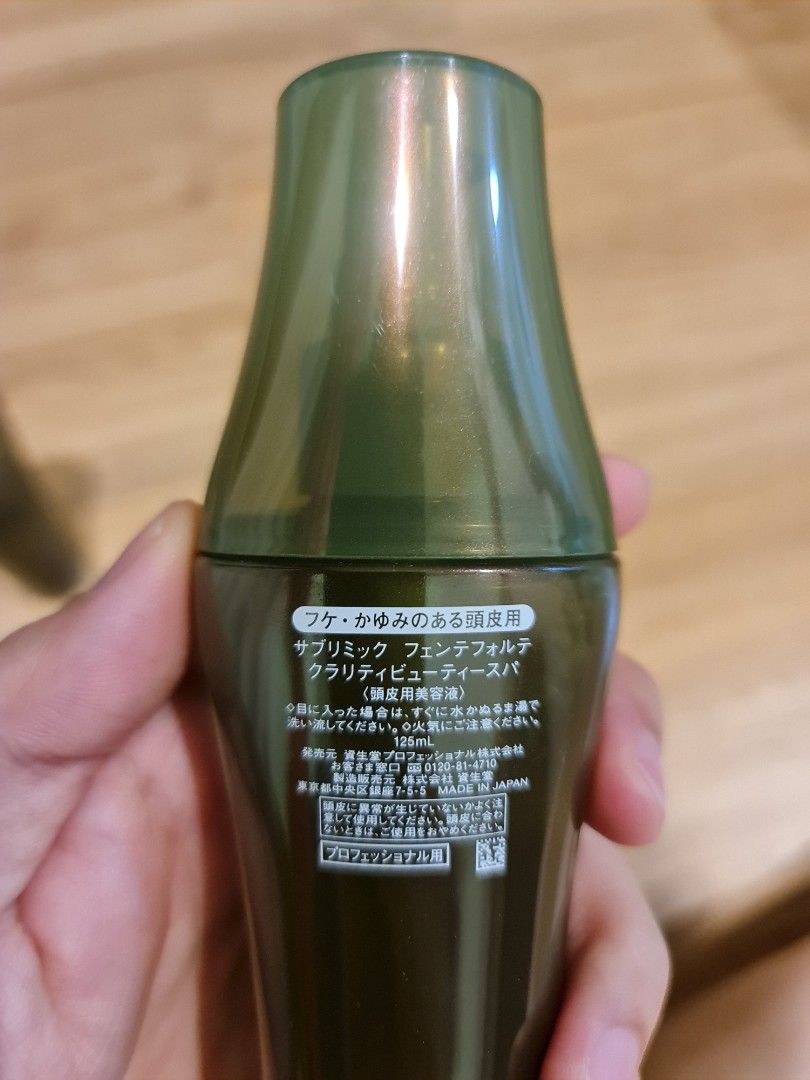 フケ・かゆみのある頭皮用
サブリミック フェンテフォルテ
クラリティビューティースパ
〈頭皮用美容液〉
◇目に入った場合は、すぐに水かぬるま湯で
洗い流してください。◇火気にご注意ください。
125mL
発売元 資生堂プロフェッショナル株式会社
お客さま窓口 0120-81-4710
製造販売元 株式会社 資生堂
東京都中央区銀座7-5-5 MADE IN JAPAN
頭皮に異常が生じていないかよく注
意して使用してください。頭皮に合わ
ないときは、ご使用をおやめください。
プロフェッショナル用